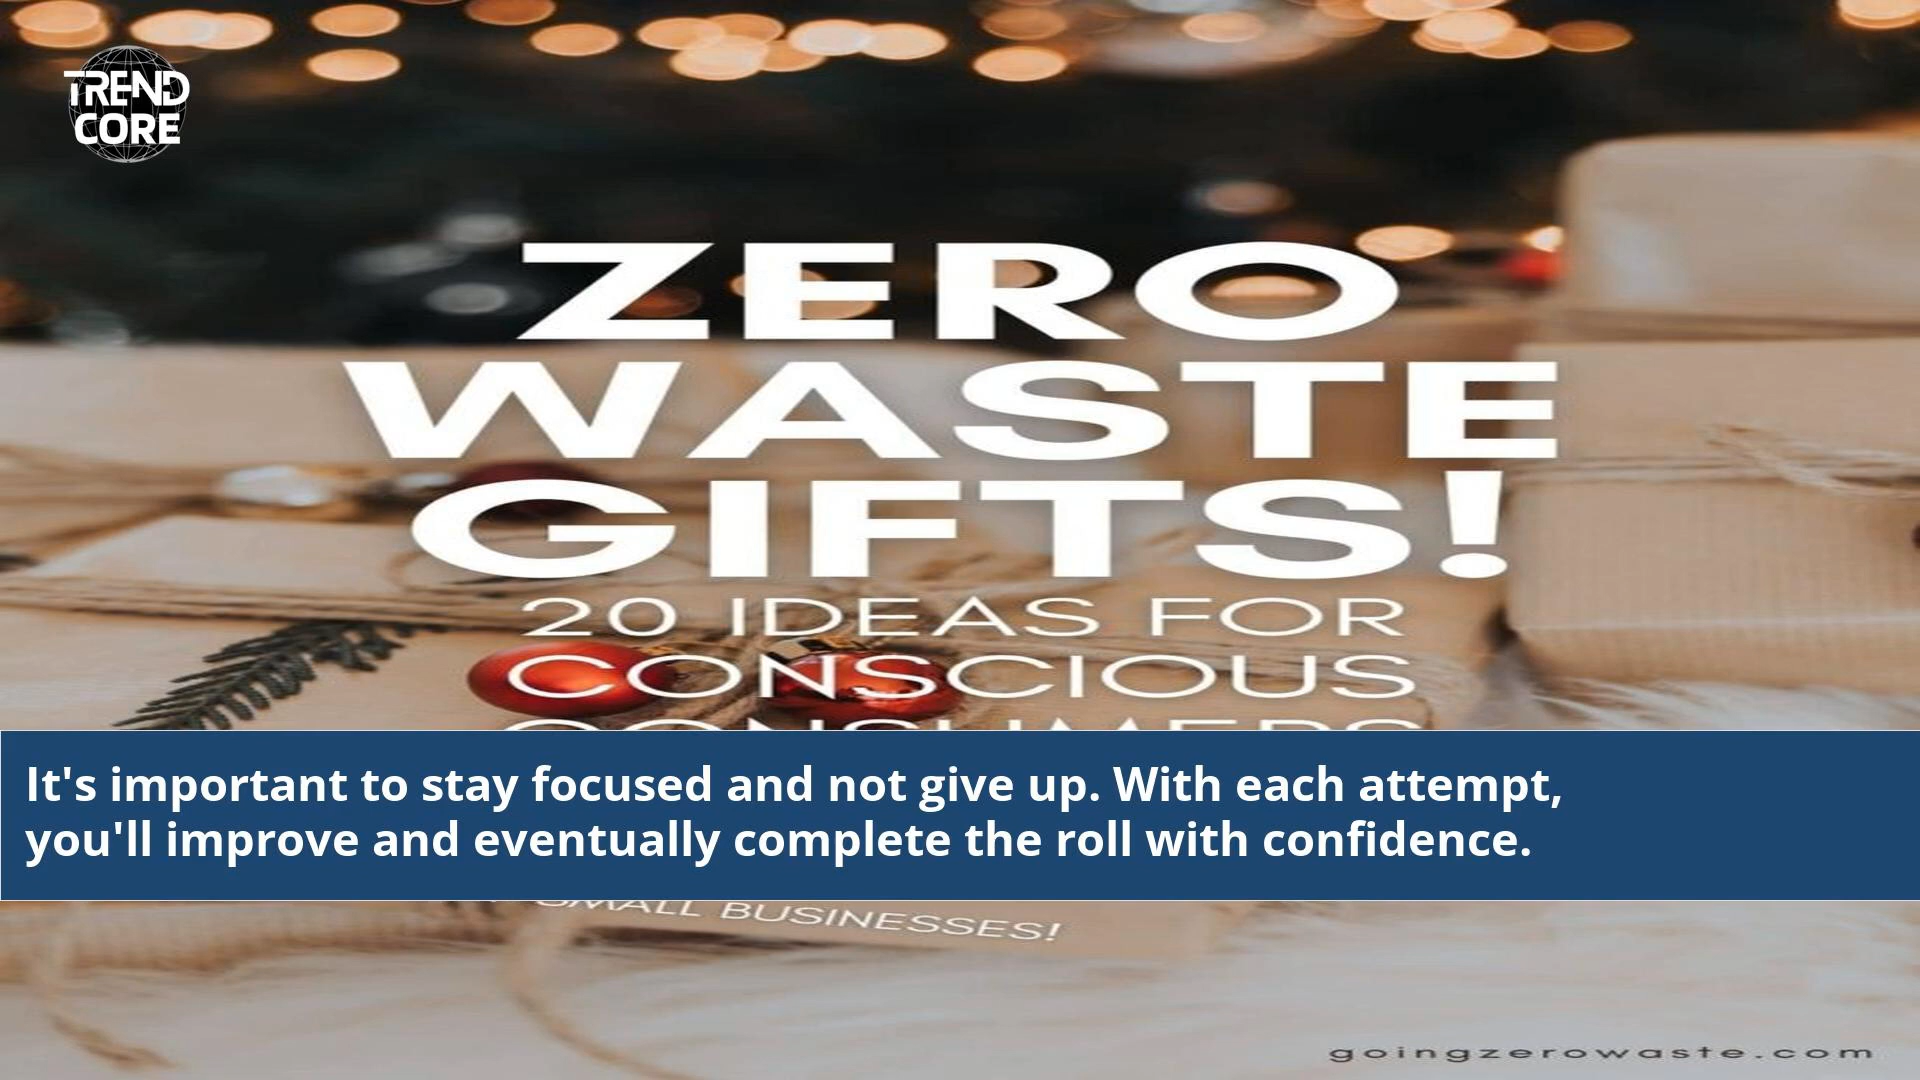 TREND
CORE
ZERO
WASTE
GIFTS!
20 IDEAS FOR
CONSCIOUS
It's important to stay focused and not give up. With each attempt,
you'll improve and eventually complete the roll with confidence.
SMALL BUSINESSES!
goingzerowaste.com